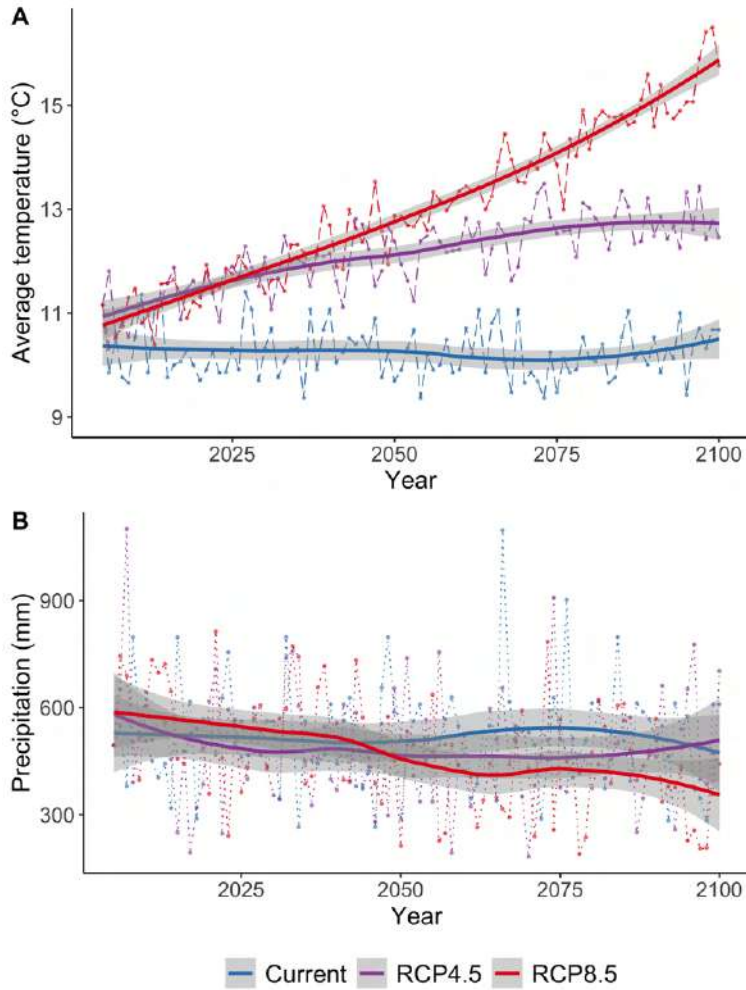 A
Average temperature (°C)
15
13
11
9
2025 2050 2075 2100
Year
B
Precipitation (mm)
900
600
300
2025 2050 2075 2100
Year
Current RCP4.5 RCP8.5